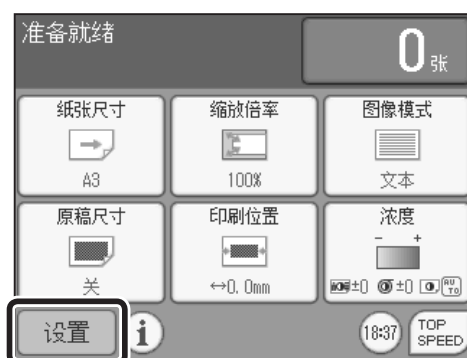 准备就绪
0张
纸张尺寸
缩放倍率
图像模式
A3
100%
文本
原稿尺寸
印刷位置
浓度
- +
关
↔0.0mm
±0 ±0 AUTO
设置
i
18:37
TOP
SPEED